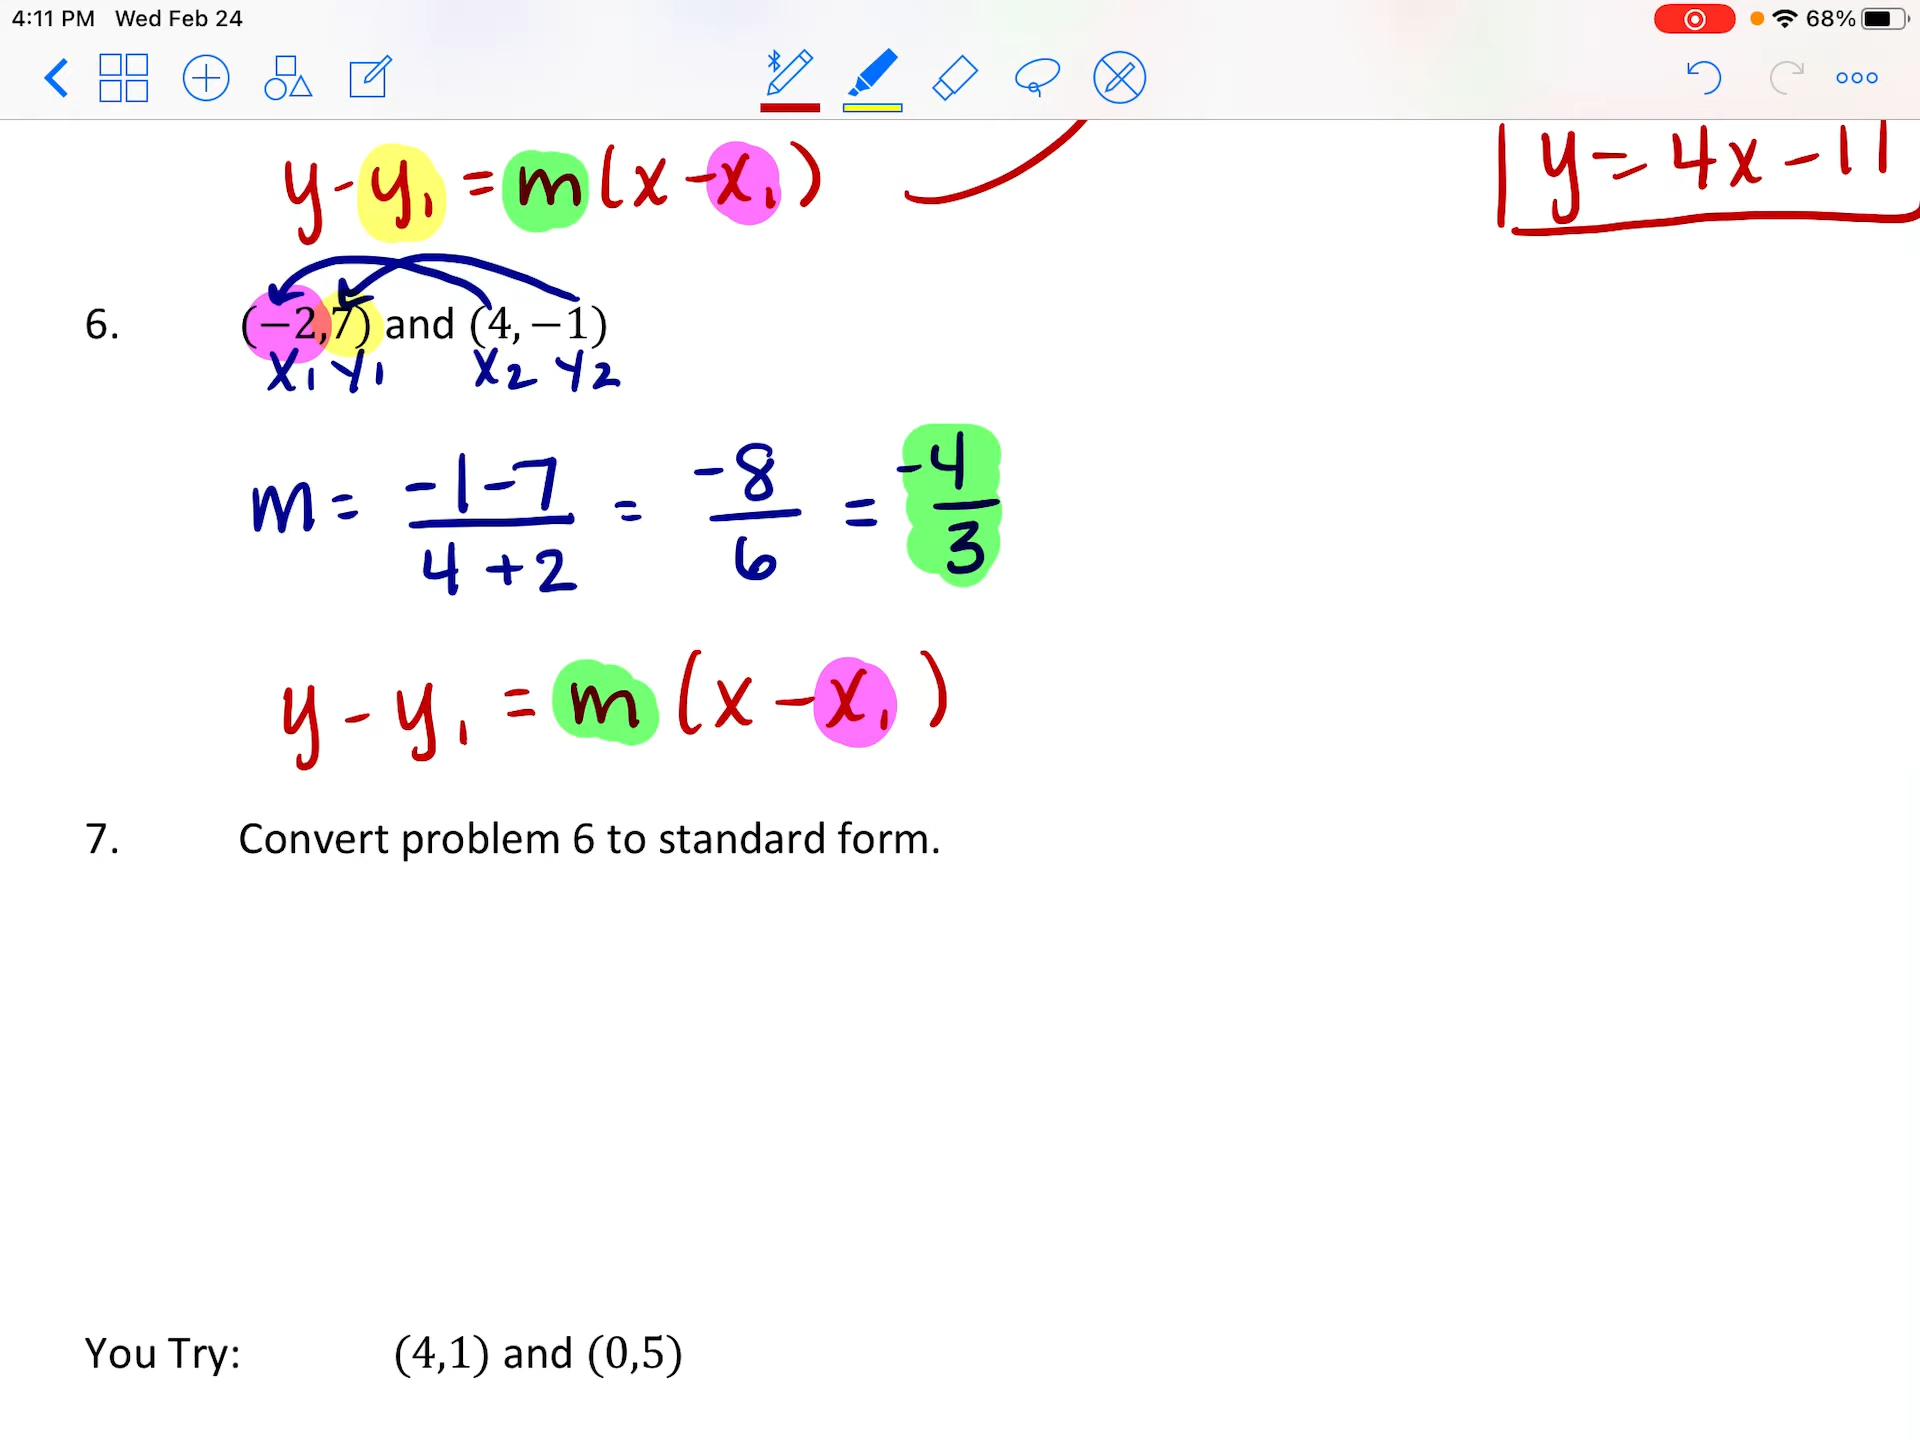 4:11 PM Wed Feb 24 68%
y - y₁ = m(x - x₁)
y = 4x - 11
6. (−2,7) and (4,−1)
x₁ y₁ x₂ y₂
m = -1-7/4+2 = -8/6 = -4/3
y - y₁ = m(x - x₁)
7. Convert problem 6 to standard form.
You Try: (4,1) and (0,5)